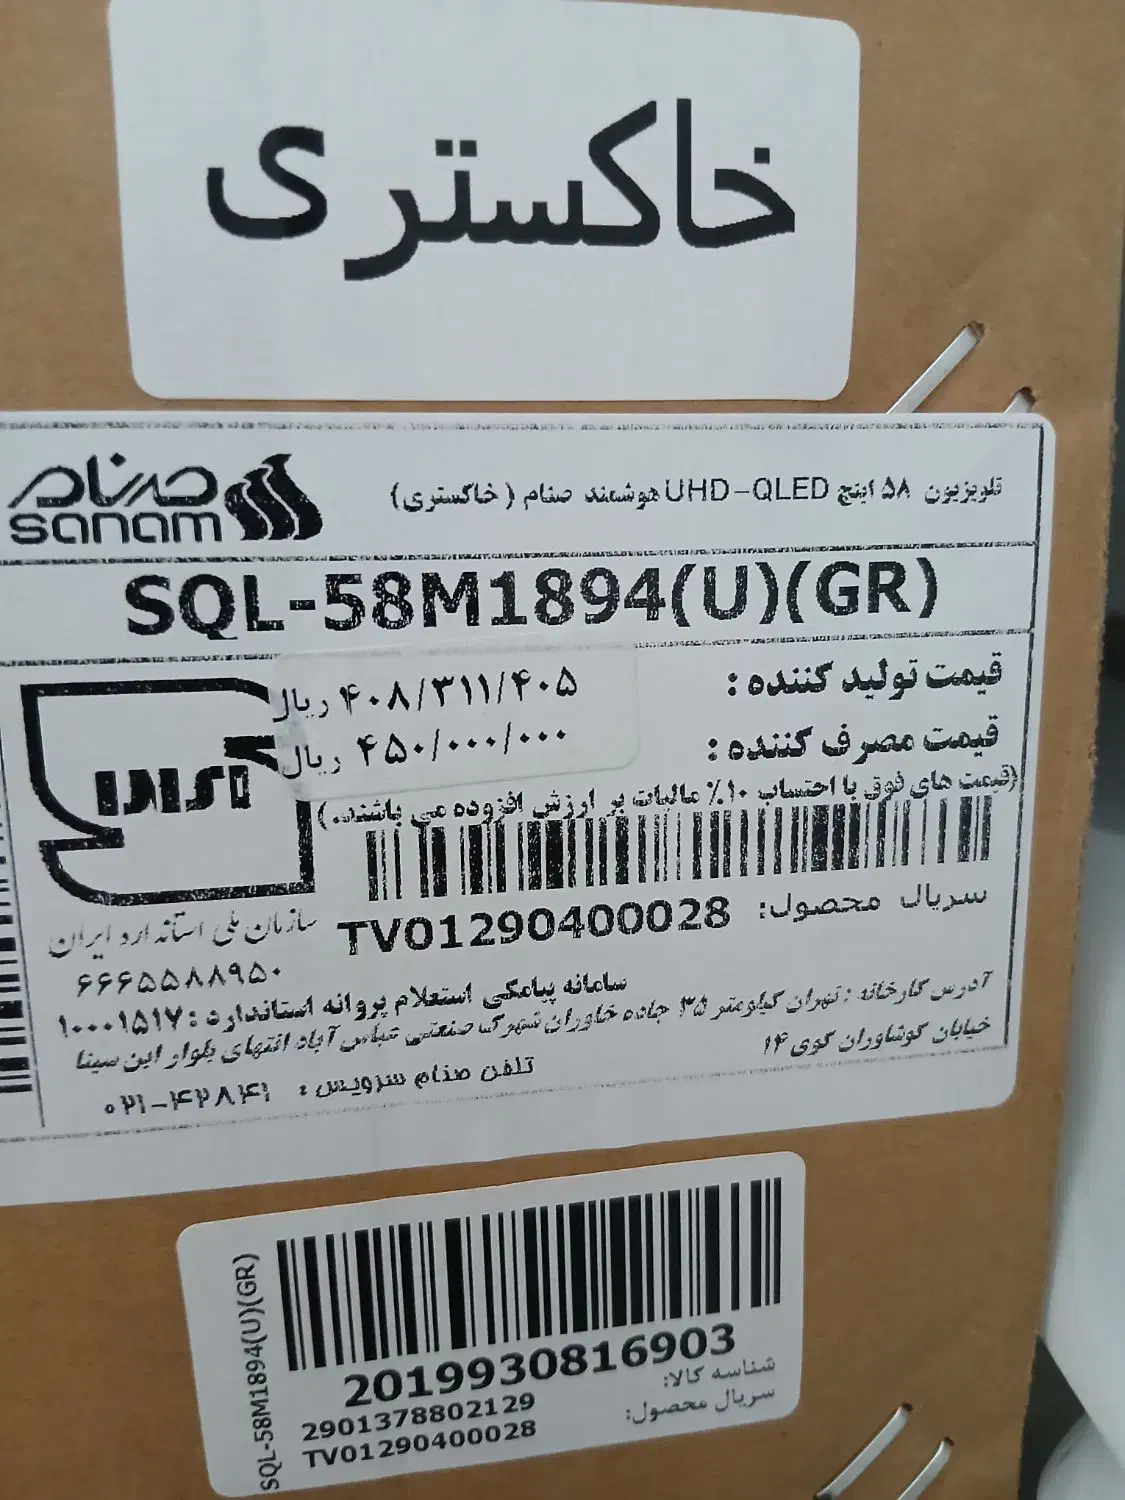 خاکستری
صنام
sanam
تلویزیون ۵۸ اینچ UHD-QLED هوشمند صنام (خاکستری)
SQL-58M1894(U)(GR)
قیمت تولید کننده : ۴۰۸/۳۱۱/۴۰۵ ریال
قیمت مصرف کننده : ۴۵۰/۰۰۰/۰۰۰ ریال
(قیمت های فوق با احتساب ۱۰٪ مالیات بر ارزش افزوده می باشند.)
سریال محصول: TV01290400028
سازمان ملی استاندارد ایران
۶۶۶۵۵۸۸۹۵۰
سامانه پیامکی استعلام پروانه استاندارد : ۱۰۰۰۱۵۱۷
آدرس کارخانه : تهران کیلومتر ۳۵ جاده خاوران شهرک صنعتی عباس آباد انتهای بلوار ابن سینا
خیابان کوشاوران کوی ۱۴
تلفن صنام سرویس : ۰۲۱-۴۲۸۴۱
SQL-58M1894(U)(GR)
2019930816903
شناسه کالا: 2901378802129
سریال محصول: TV01290400028